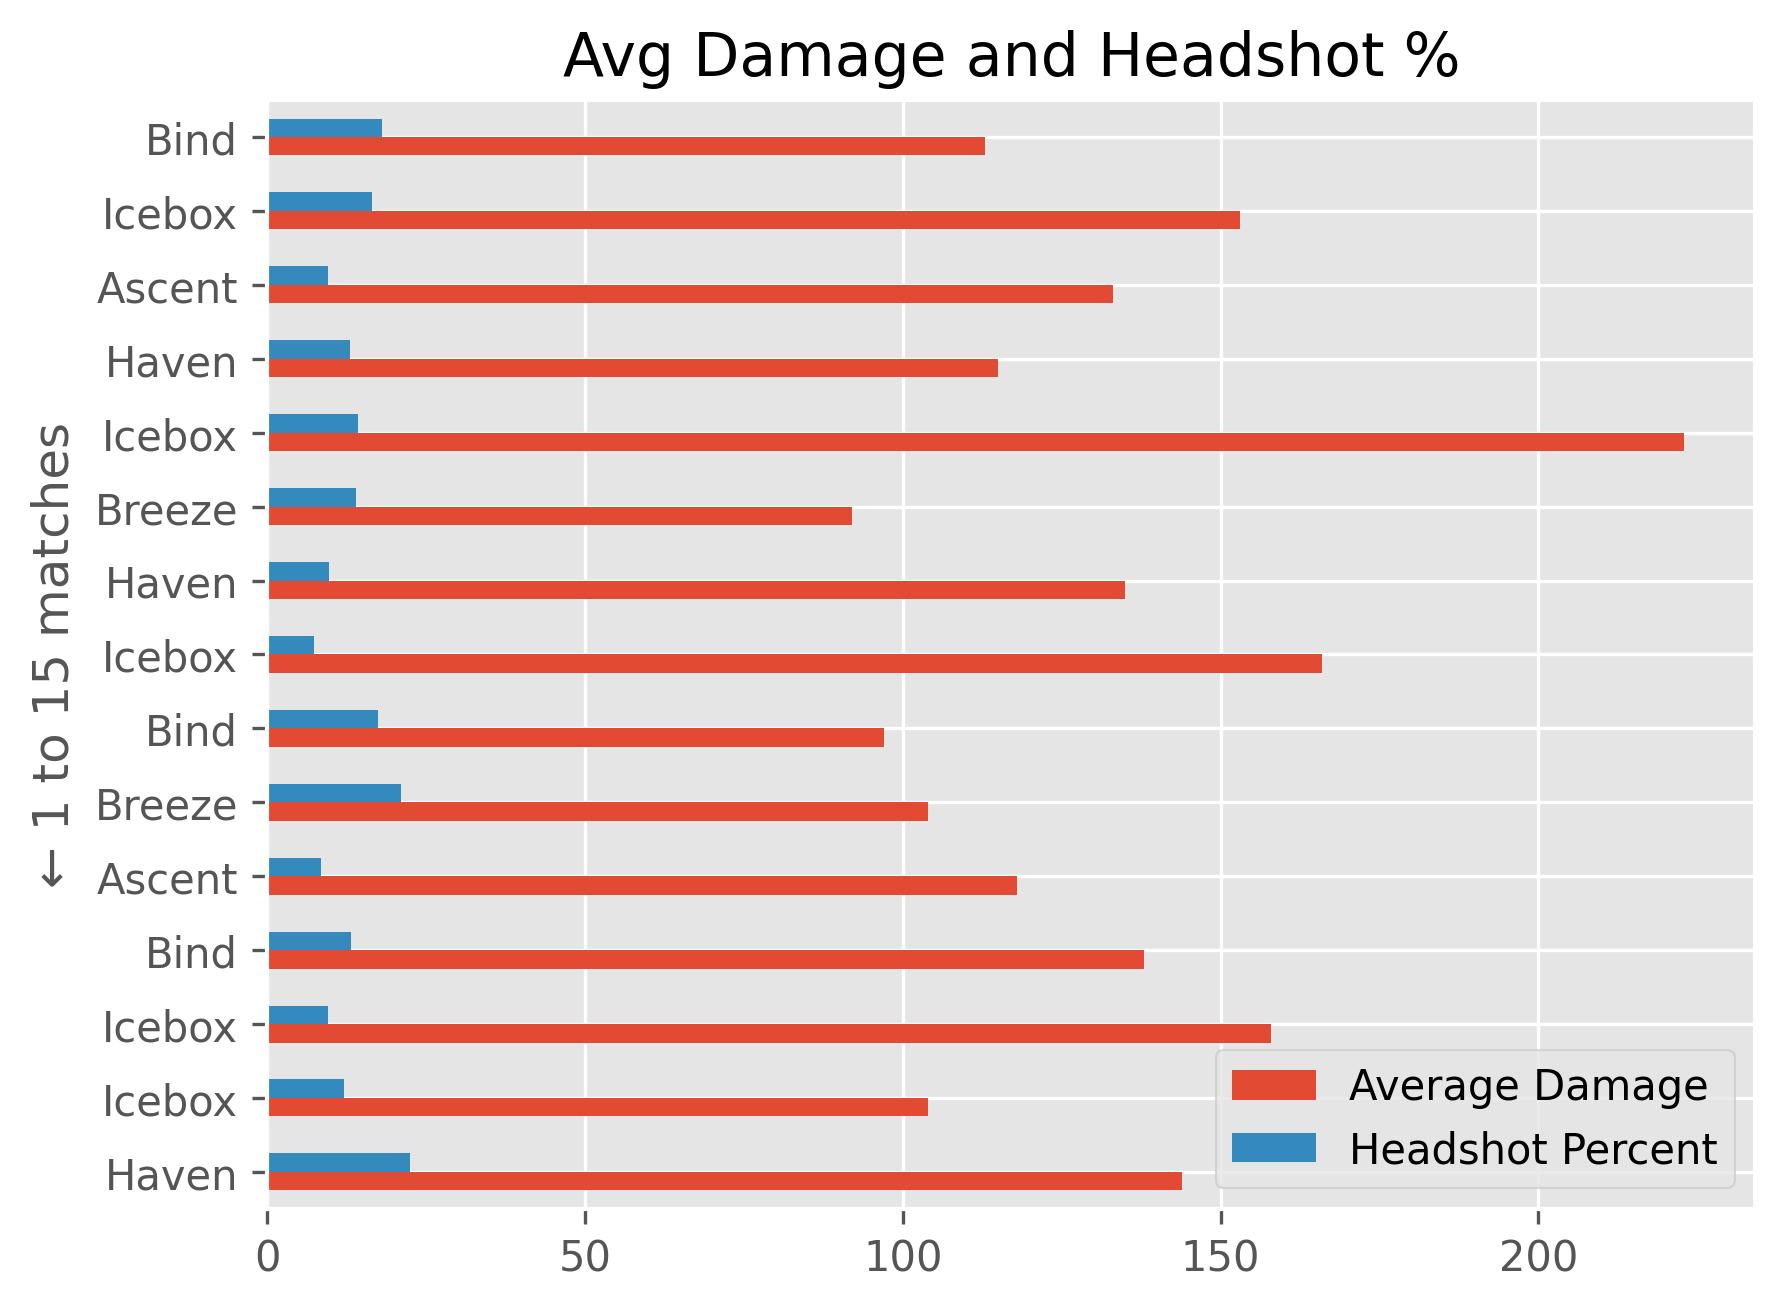 Avg Damage and Headshot %
← 1 to 15 matches
Bind
Icebox
Ascent
Haven
Icebox
Breeze
Haven
Icebox
Bind
Breeze
Ascent
Bind
Icebox
Icebox
Haven
Average Damage
Headshot Percent
0 50 100 150 200